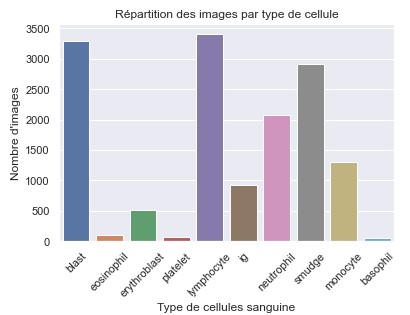 Répartition des images par type de cellule
Nombre d'images
3500
3000
2500
2000
1500
1000
500
0
blast
eosinophil
erythroblast
platelet
lymphocyte
ig
neutrophil
smudge
monocyte
basophil
Type de cellules sanguine